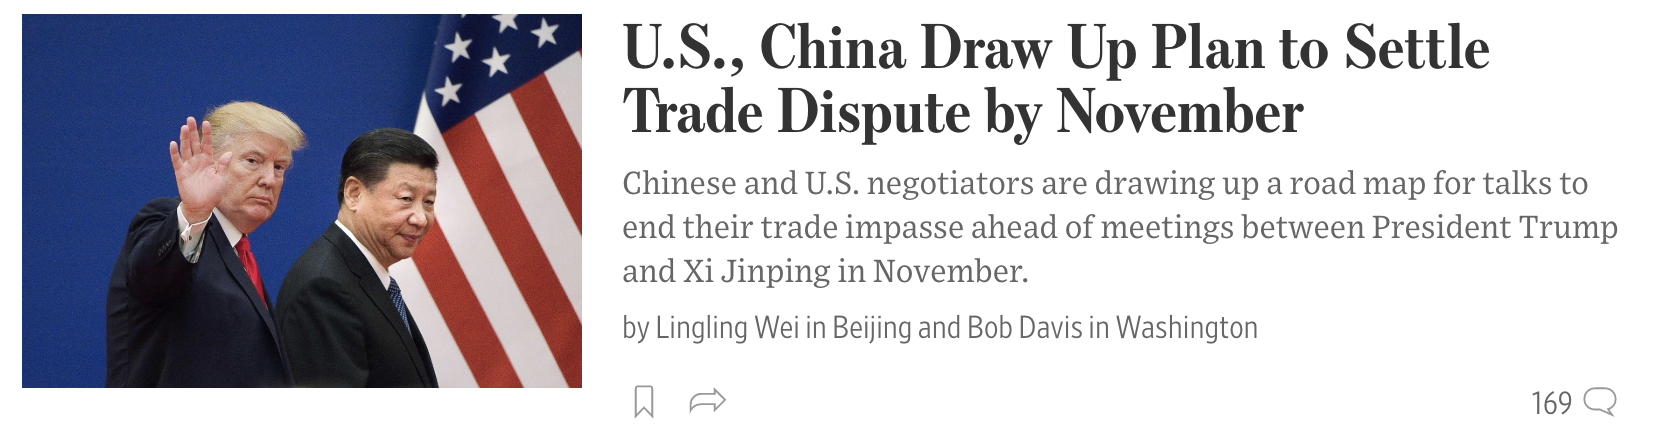 U.S., China Draw Up Plan to Settle
Trade Dispute by November
Chinese and U.S. negotiators are drawing up a road map for talks to
end their trade impasse ahead of meetings between President Trump
and Xi Jinping in November.
by Lingling Wei in Beijing and Bob Davis in Washington
169